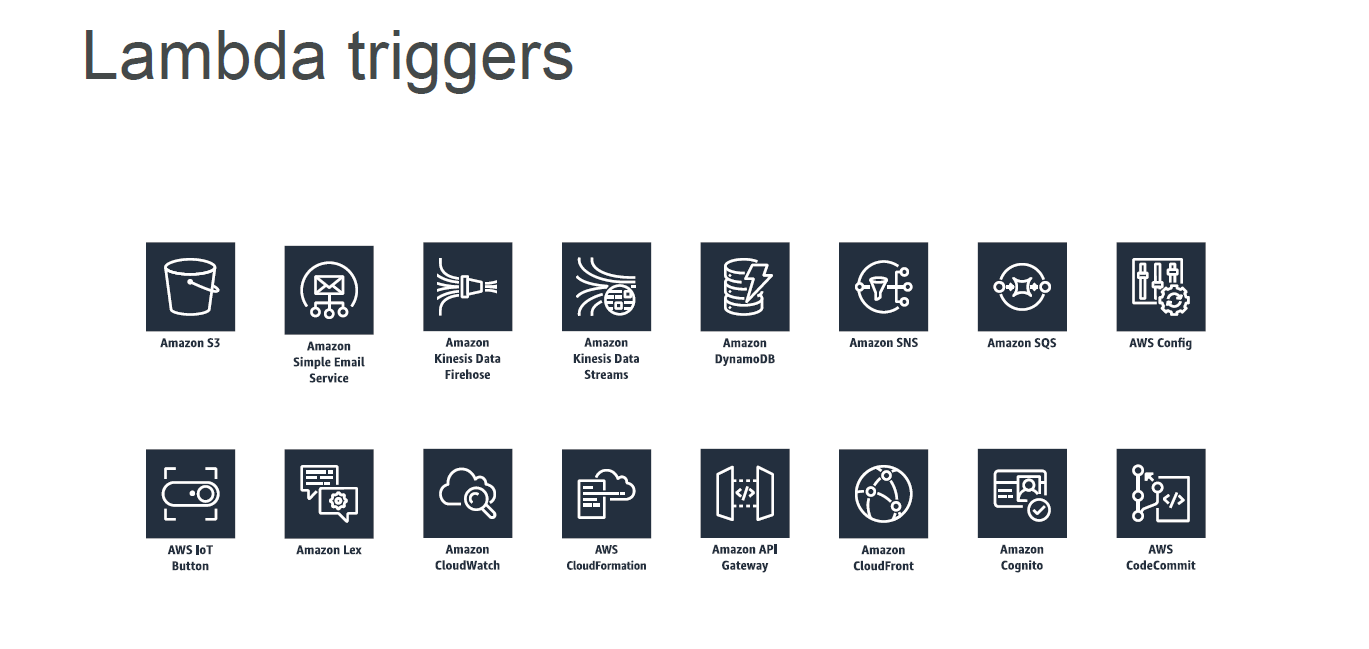 Lambda triggers
Amazon S3
Amazon
Simple Email
Service
Amazon
Kinesis Data
Firehose
Amazon
Kinesis Data
Streams
Amazon
DynamoDB
Amazon SNS
Amazon SQS
AWS Config
AWS IoT
Button
Amazon Lex
Amazon
CloudWatch
AWS
CloudFormation
Amazon API
Gateway
Amazon
CloudFront
Amazon
Cognito
AWS
CodeCommit